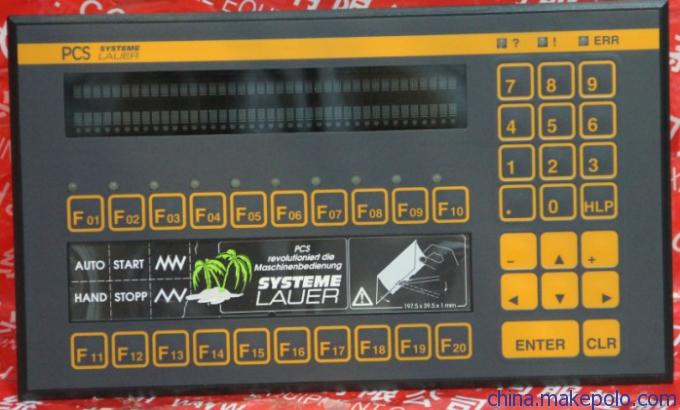 PCS SYSTEME LAUER
? ! ERR
7 8 9
4 5 6
1 2 3
. 0 HLP
F01 F02 F03 F04 F05 F06 F07 F08 F09 F10
AUTO START
HAND STOPP
PCS
revolutioniert die
Maschinenbedienung
SYSTEME
LAUER
197.5 x 39.5 x 1 mm
- ▲ +
◄ ▼ ►
F11 F12 F13 F14 F15 F16 F17 F18 F19 F20
ENTER CLR
china.makepolo.com